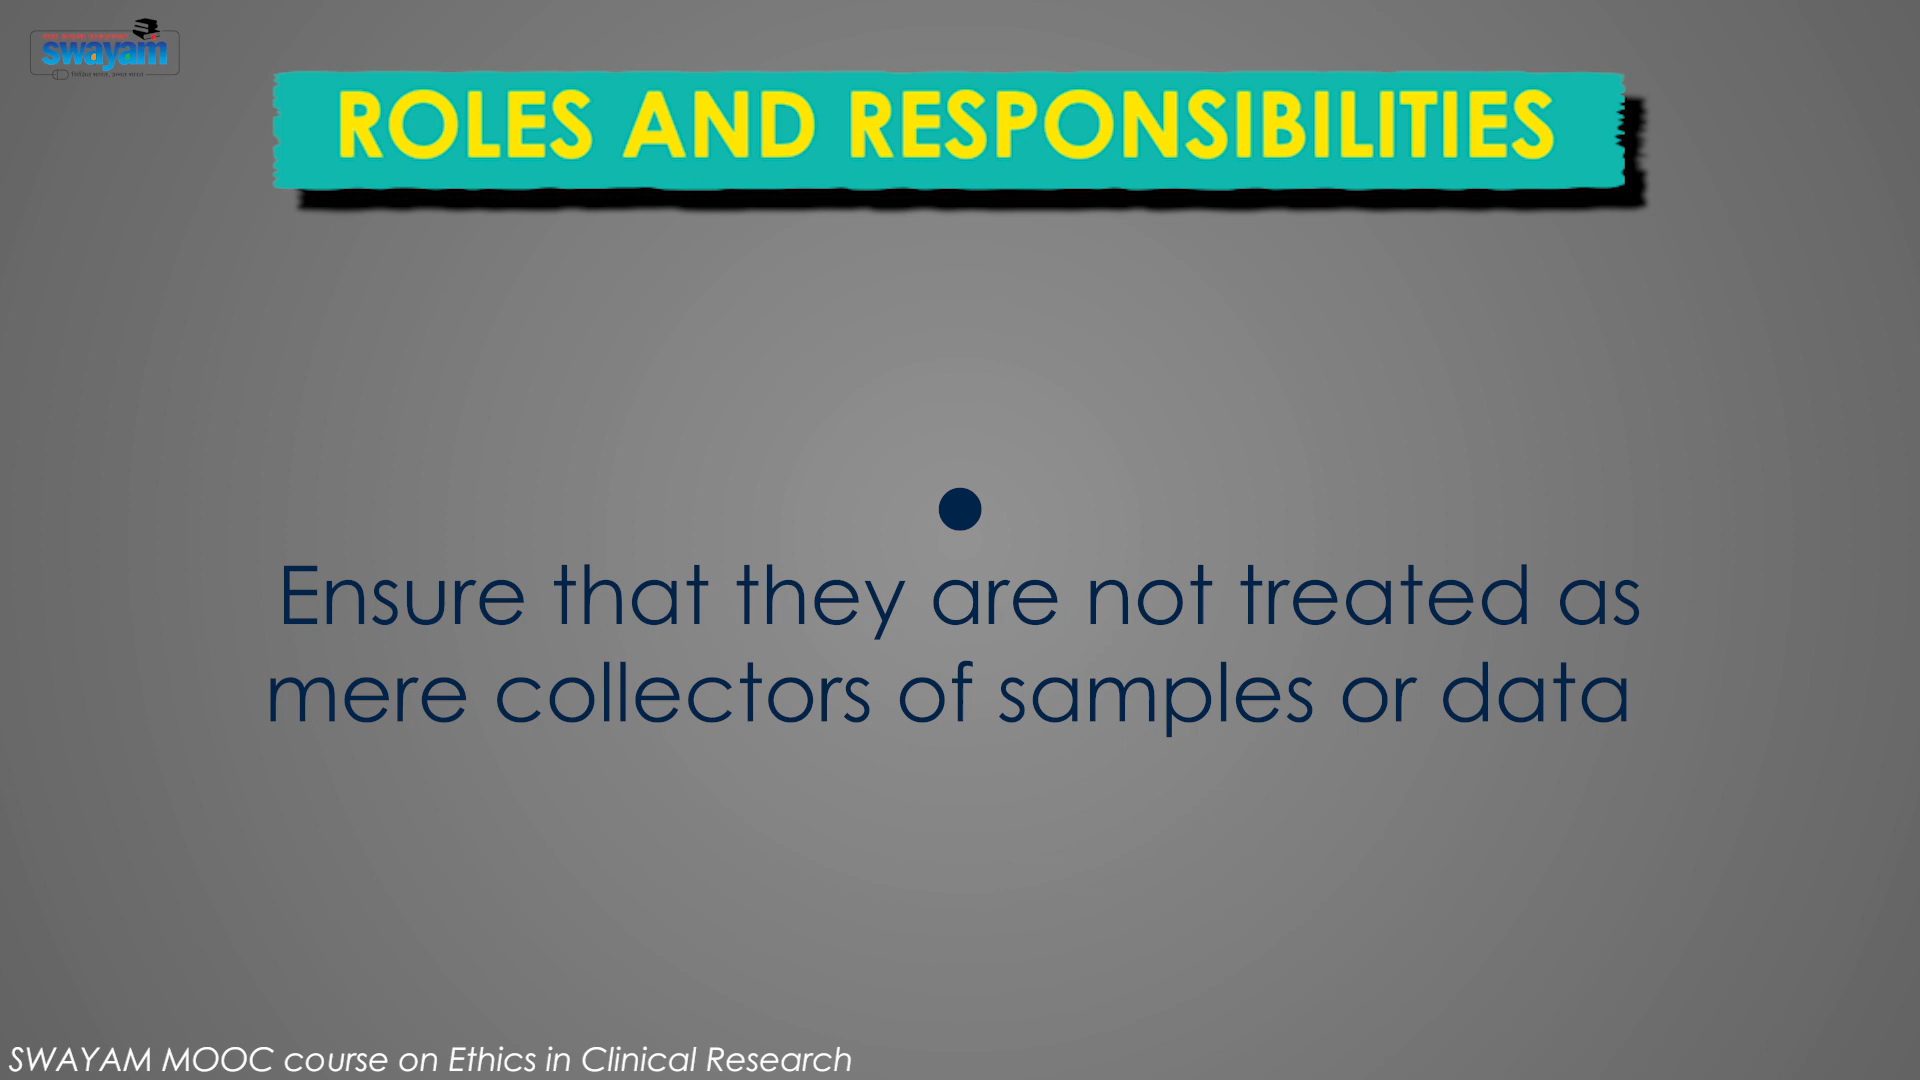 swayam
ROLES AND RESPONSIBILITIES
•
Ensure that they are not treated as
mere collectors of samples or data
SWAYAM MOOC course on Ethics in Clinical Research